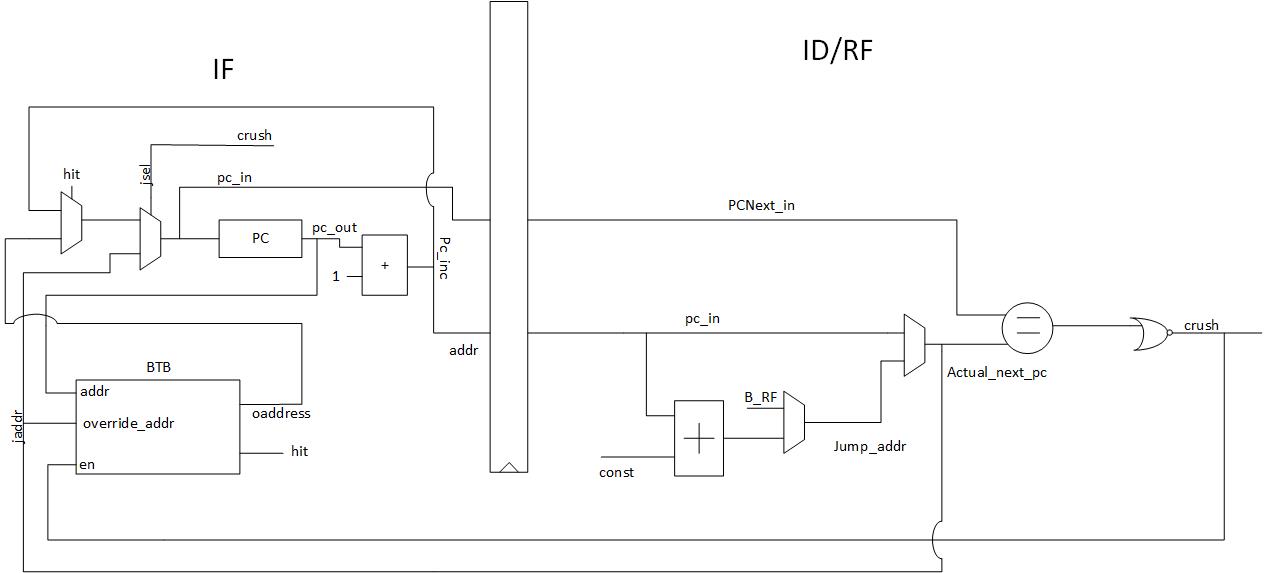 IF
ID/RF
crush
hit
jsel
pc_in
PCNext_in
PC
pc_out
+
1
Pc_inc
pc_in
addr
crush
Actual_next_pc
BTB
addr
oaddress
override_addr
jaddr
hit
en
B_RF
Jump_addr
const